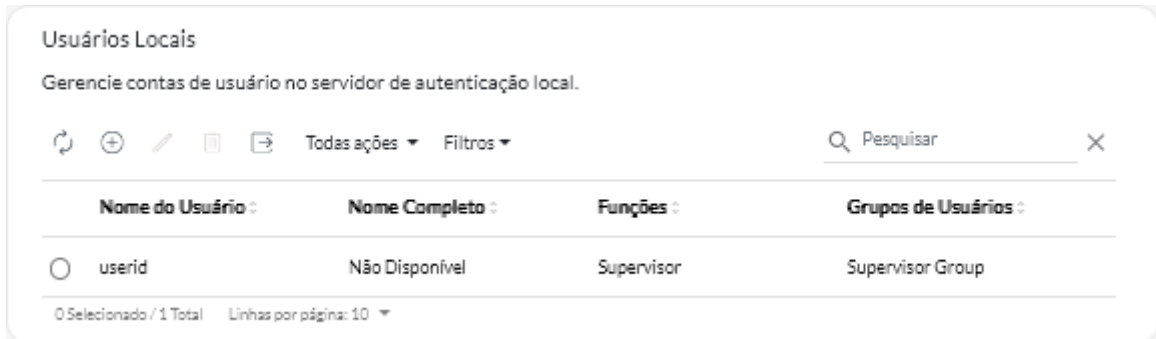 Usuários Locais
Gerencie contas de usuário no servidor de autenticação local.
Todas ações Filtros Pesquisar
Nome do Usuário Nome Completo Funções Grupos de Usuários
userid Não Disponível Supervisor Supervisor Group
0 Selecionado / 1 Total Linhas por página: 10